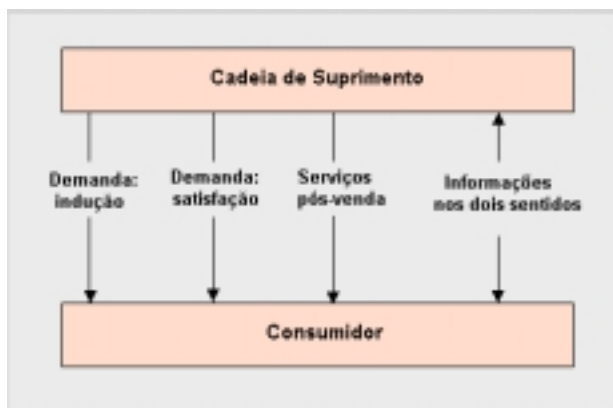 Cadeia de Suprimento
Demanda:
indução
Demanda:
satisfação
Serviços
pós-venda
Informações
nos dois sentidos
Consumidor